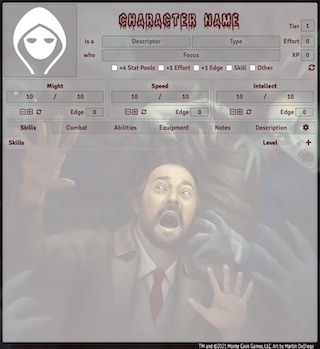 CHARACTER NAME
Tier 1
is a Descriptor Type Effort 0
who Focus XP 0
+4 Stat Pools +1 Effort +1 Edge Skill Other
Might Speed Intellect
10 / 10 10 / 10 10 / 10
Edge 0 Edge 0 Edge 0
Skills Combat Abilities Equipment Notes Description
Skills Level +
TM and ©2021 Monte Cook Games, LLC. Art by Martin DeDiego